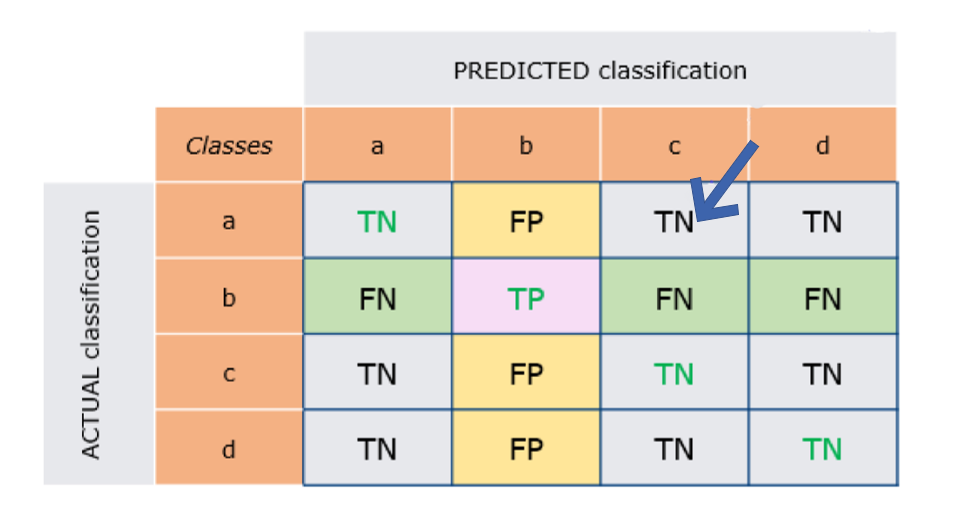 PREDICTED classification
Classes a b c d
ACTUAL classification
a TN FP TN TN
b FN TP FN FN
c TN FP TN TN
d TN FP TN TN